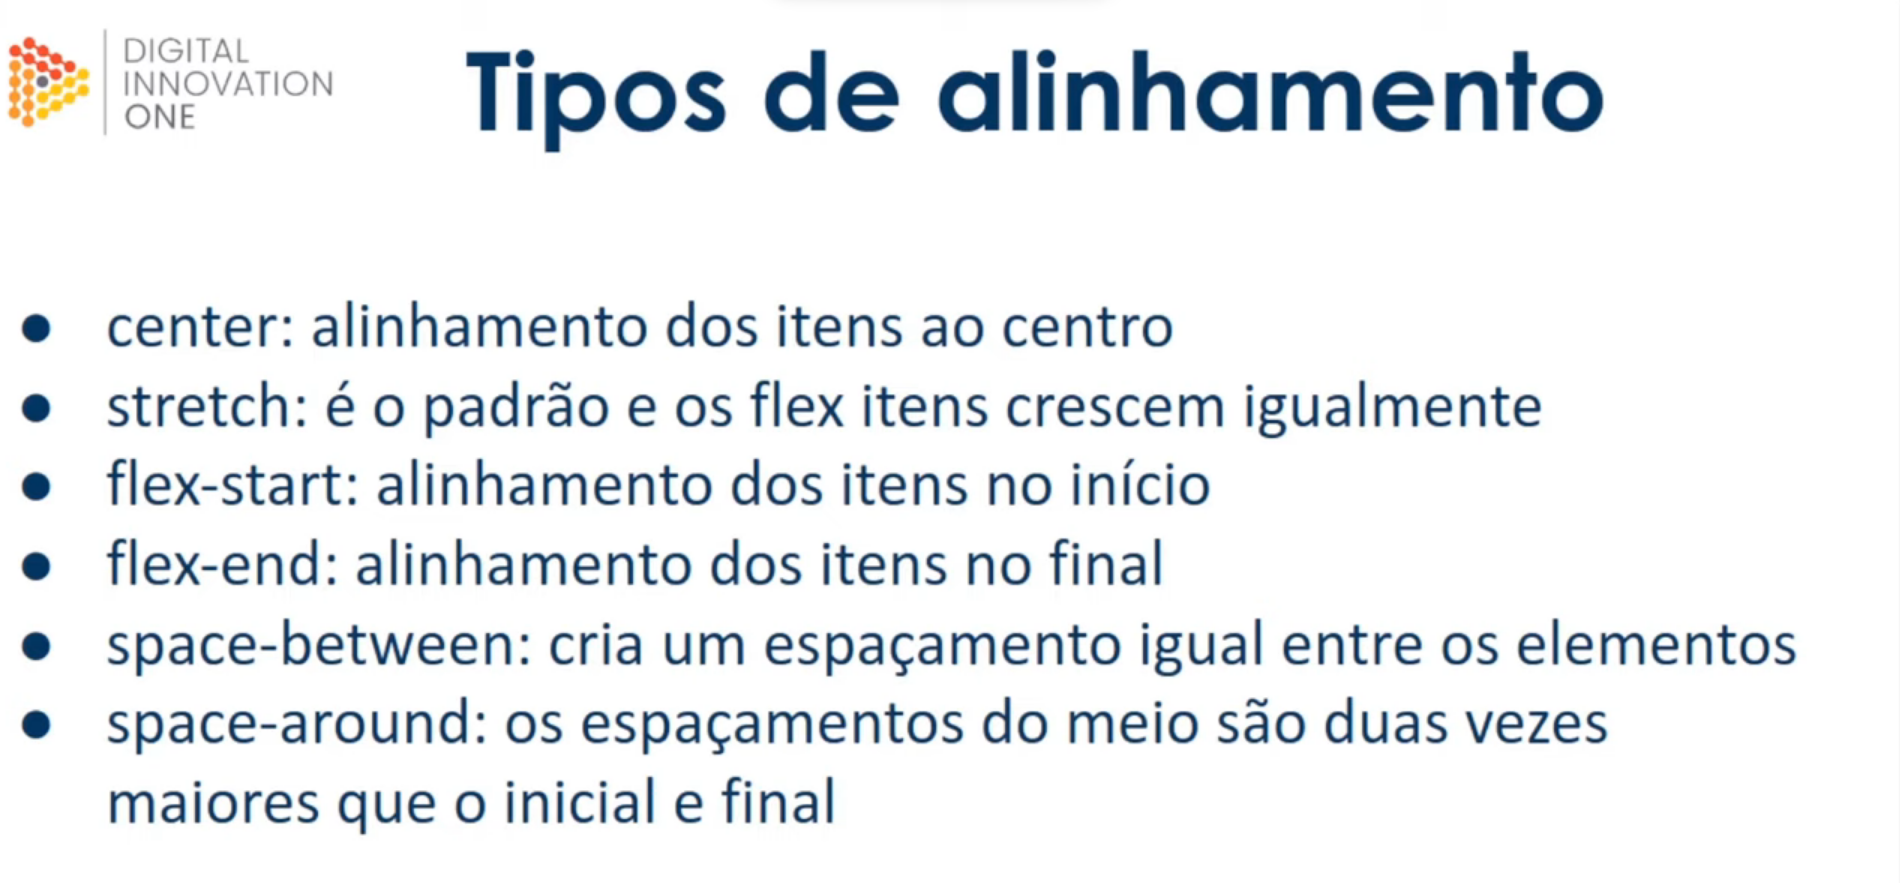 DIGITAL
INNOVATION
ONE
Tipos de alinhamento
● center: alinhamento dos itens ao centro
● stretch: é o padrão e os flex itens crescem igualmente
● flex-start: alinhamento dos itens no início
● flex-end: alinhamento dos itens no final
● space-between: cria um espaçamento igual entre os elementos
● space-around: os espaçamentos do meio são duas vezes
maiores que o inicial e final